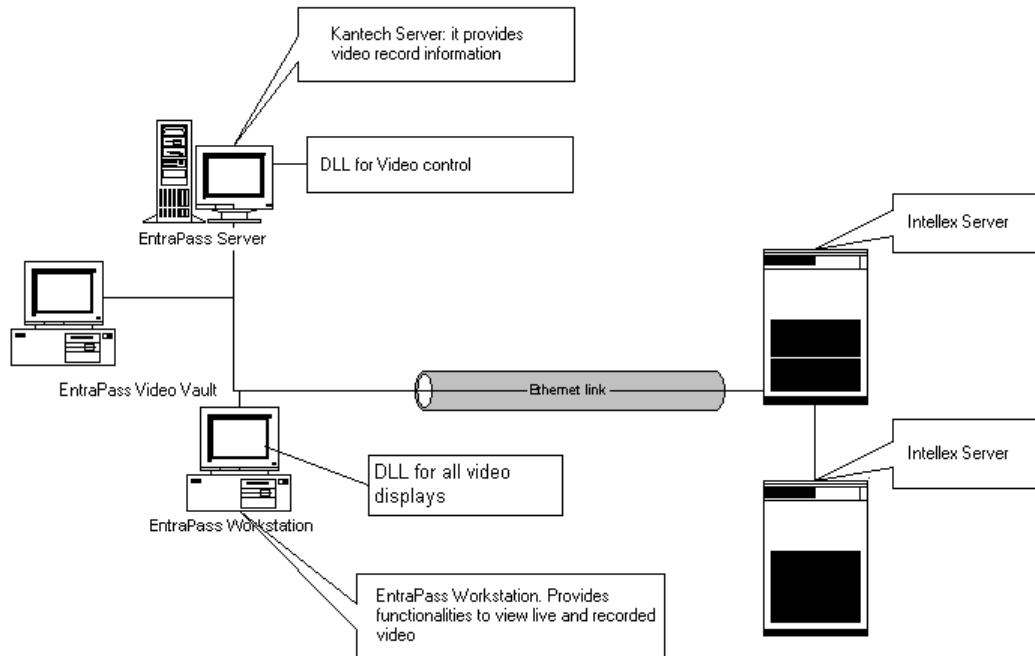 Kantech Server: it provides
video record information
DLL for Video control
EntraPass Server
Intellex Server
EntraPass Video Vault
Ethernet link
Intellex Server
DLL for all video
displays
EntraPass Workstation
EntraPass Workstation. Provides
functionalities to view live and recorded
video